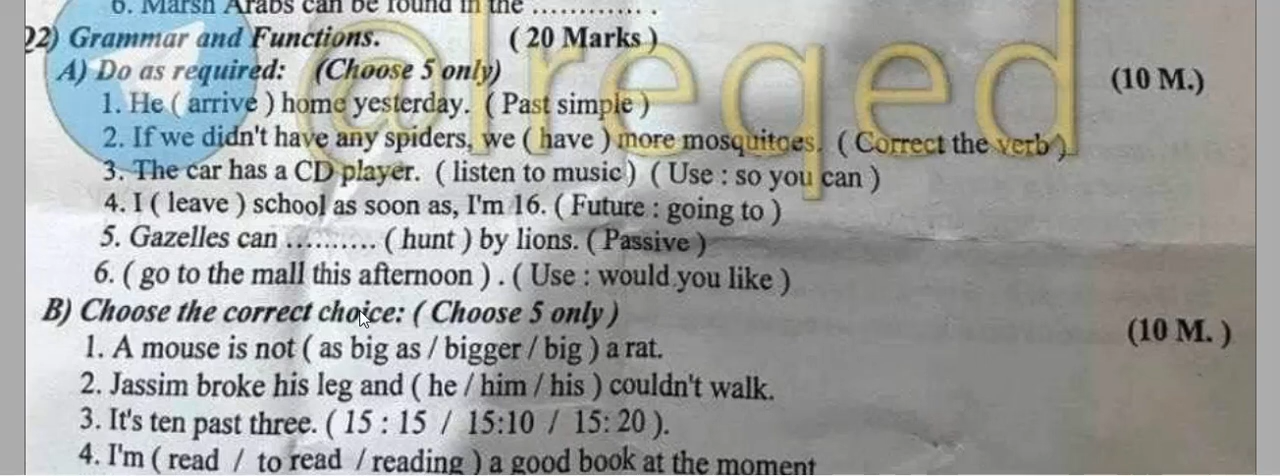 6. Marsh Arabs can be found in the ............ .
22) Grammar and Functions. ( 20 Marks )
A) Do as required: (Choose 5 only) (10 M.)
1. He ( arrive ) home yesterday. ( Past simple )
2. If we didn't have any spiders, we ( have ) more mosquitoes. ( Correct the verb )
3. The car has a CD player. ( listen to music ) ( Use : so you can )
4. I ( leave ) school as soon as, I'm 16. ( Future : going to )
5. Gazelles can .......... ( hunt ) by lions. ( Passive )
6. ( go to the mall this afternoon ) . ( Use : would you like )
B) Choose the correct choice: ( Choose 5 only ) (10 M. )
1. A mouse is not ( as big as / bigger / big ) a rat.
2. Jassim broke his leg and ( he / him / his ) couldn't walk.
3. It's ten past three. ( 15 : 15 / 15:10 / 15: 20 ).
4. I'm ( read / to read / reading ) a good book at the moment
@lreqed